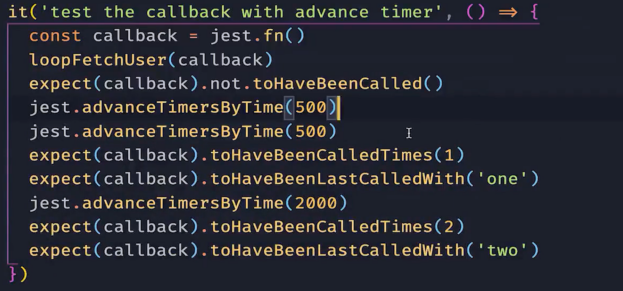 it('test the callback with advance timer', () => {
  const callback = jest.fn()
  loopFetchUser(callback)
  expect(callback).not.toHaveBeenCalled()
  jest.advanceTimersByTime(500)
  jest.advanceTimersByTime(500)
  expect(callback).toHaveBeenCalledTimes(1)
  expect(callback).toHaveBeenLastCalledWith('one')
  jest.advanceTimersByTime(2000)
  expect(callback).toHaveBeenCalledTimes(2)
  expect(callback).toHaveBeenLastCalledWith('two')
})